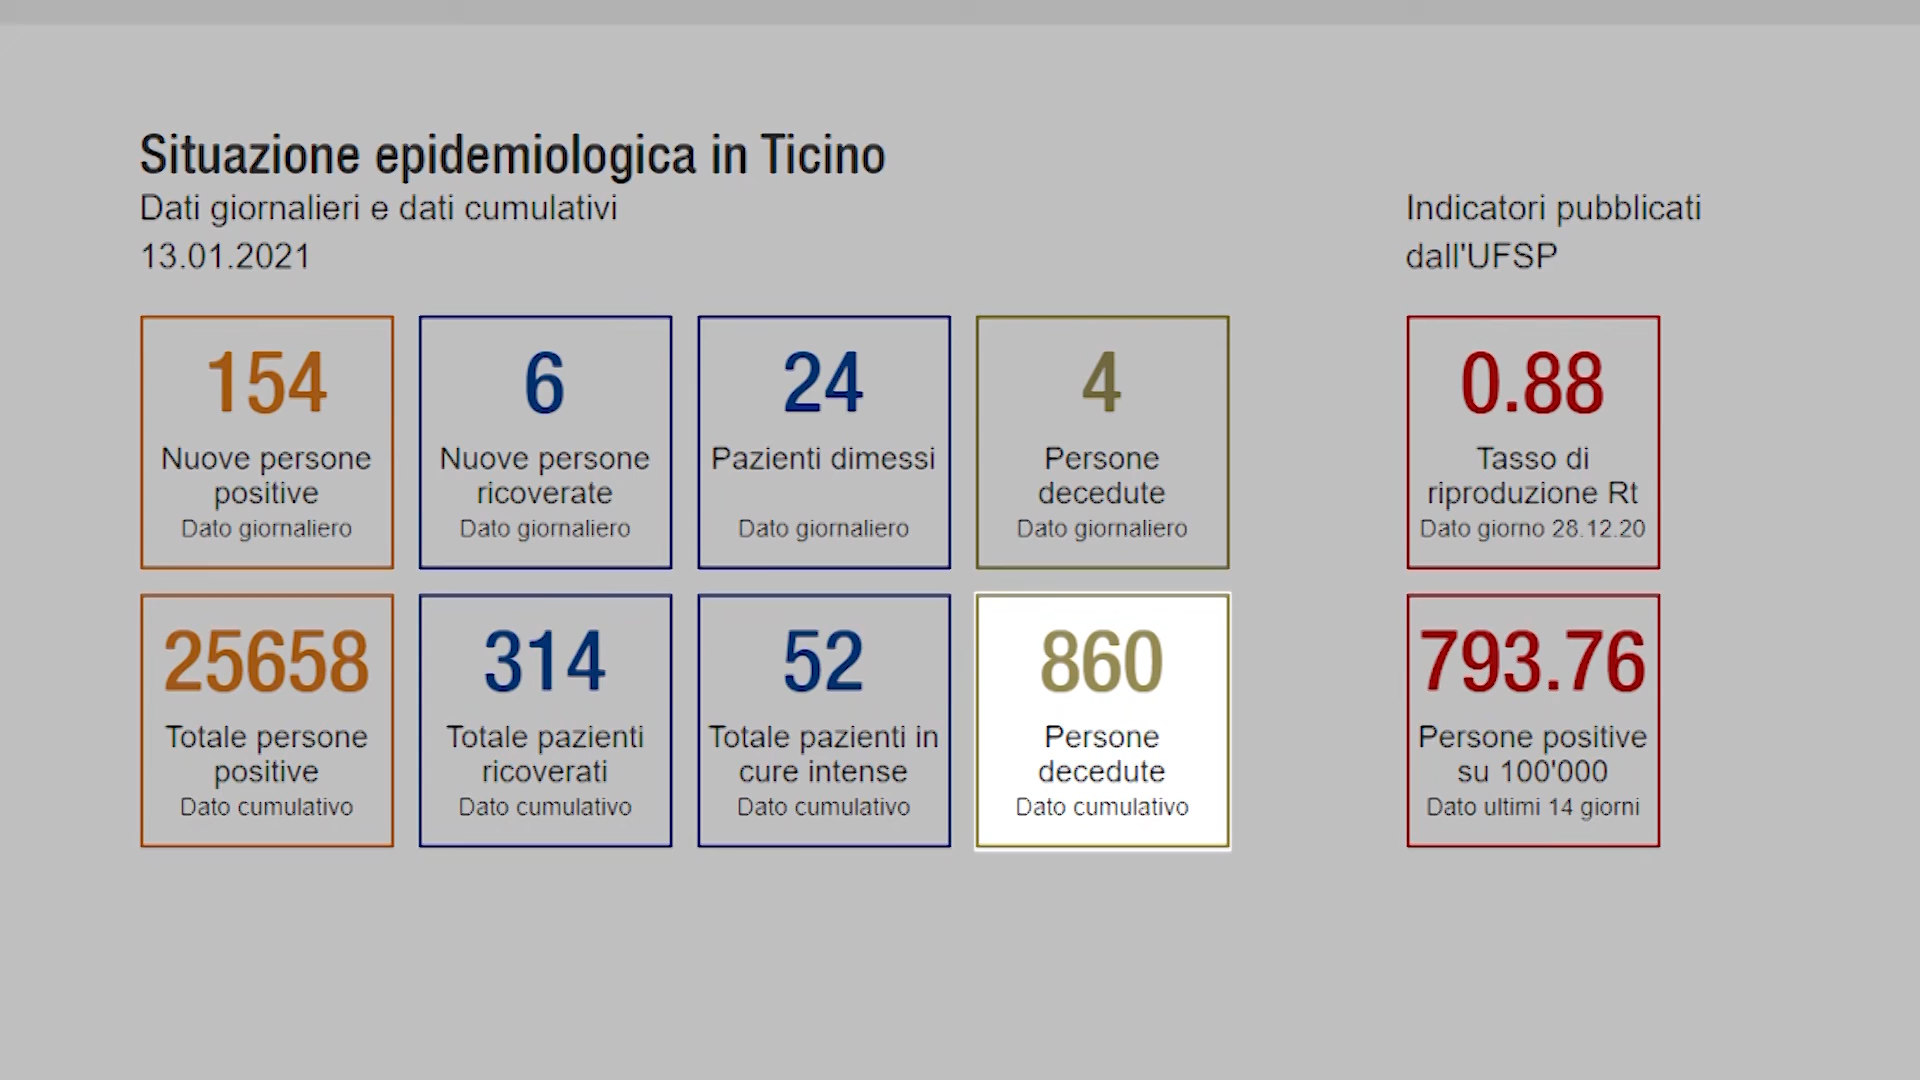 Situazione epidemiologica in Ticino
Dati giornalieri e dati cumulativi
13.01.2021
Indicatori pubblicati
dall'UFSP
154
Nuove persone
positive
Dato giornaliero
6
Nuove persone
ricoverate
Dato giornaliero
24
Pazienti dimessi
Dato giornaliero
4
Persone
decedute
Dato giornaliero
0.88
Tasso di
riproduzione Rt
Dato giorno 28.12.20
25658
Totale persone
positive
Dato cumulativo
314
Totale pazienti
ricoverati
Dato cumulativo
52
Totale pazienti in
cure intense
Dato cumulativo
860
Persone
decedute
Dato cumulativo
793.76
Persone positive
su 100'000
Dato ultimi 14 giorni